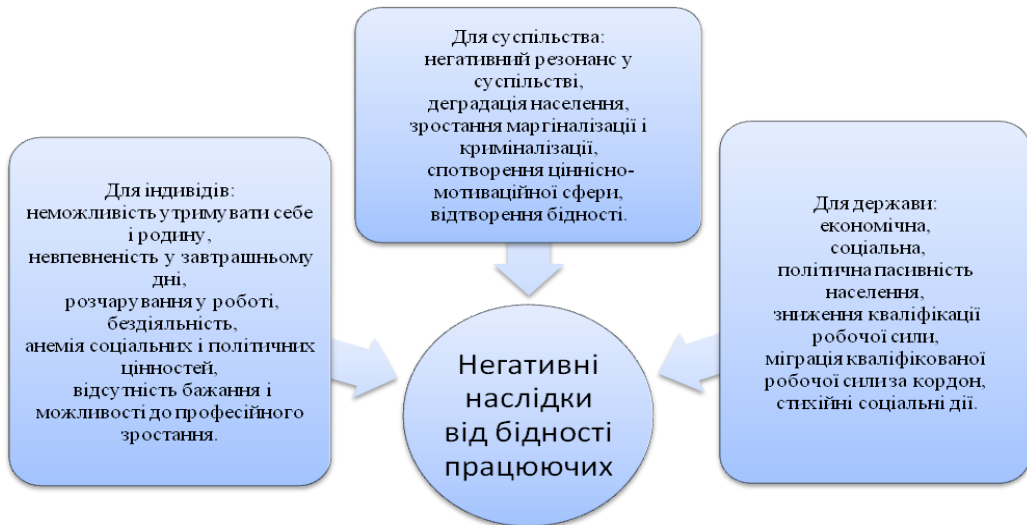 Для суспільства:
негативний резонанс у
суспільстві,
деградація населення,
зростання маргіналізації і
криміналізації,
спотворення ціннісно-
мотиваційної сфери,
відтворення бідності.
Для індивідів:
неможливість утримувати себе
і родину,
невпевненість у завтрашньому
дні,
розчарування у роботі,
бездіяльність,
анемія соціальних і політичних
цінностей,
відсутність бажання і
можливості до професійного
зростання.
Для держави:
економічна,
соціальна,
політична пасивність
населення,
зниження кваліфікації
робочої сили,
міграція кваліфікованої
робочої сили за кордон,
стихійні соціальні дії.
Негативні
наслідки
від бідності
працюючих